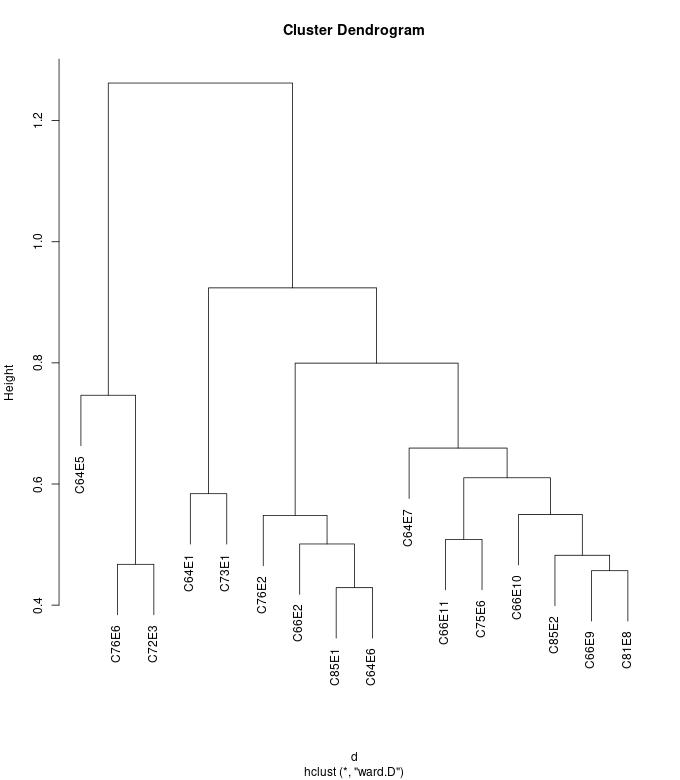 Cluster Dendrogram
Height
1.2
1.0
0.8
0.6
0.4
C64E5
C76E6
C72E3
C64E1
C73E1
C76E2
C66E2
C85E1
C64E6
C64E7
C66E11
C75E6
C66E10
C85E2
C66E9
C81E8
d
hclust (*, "ward.D")